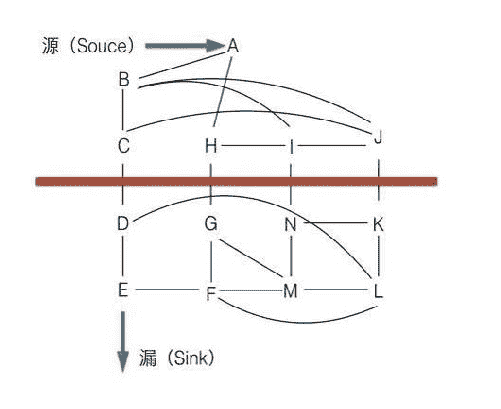 源（Souce） A
B
C H I J
D G N K
E F M L
漏（Sink）